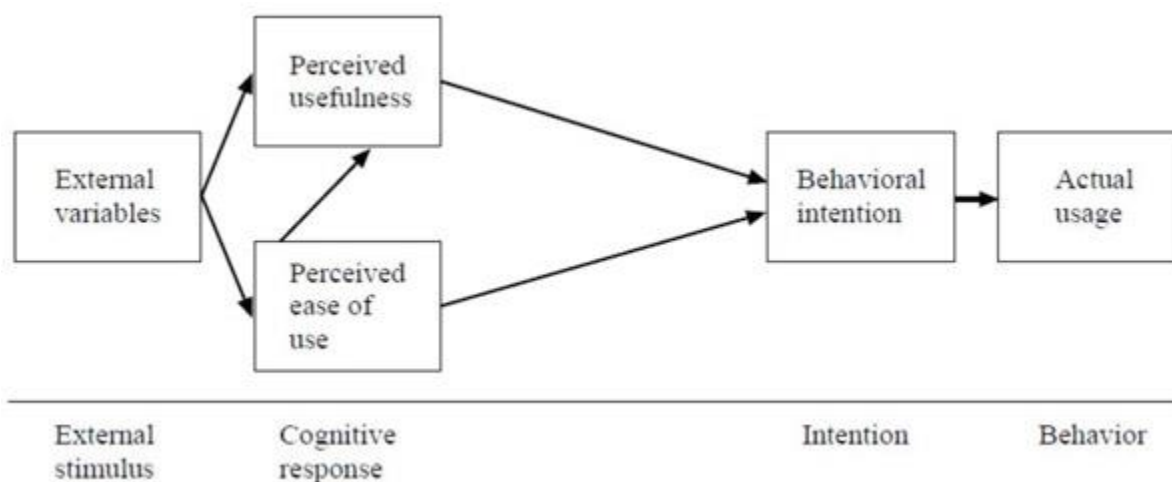 Perceived
usefulness
External
variables
Behavioral
intention
Actual
usage
Perceived
ease of
use
External
stimulus
Cognitive
response
Intention
Behavior